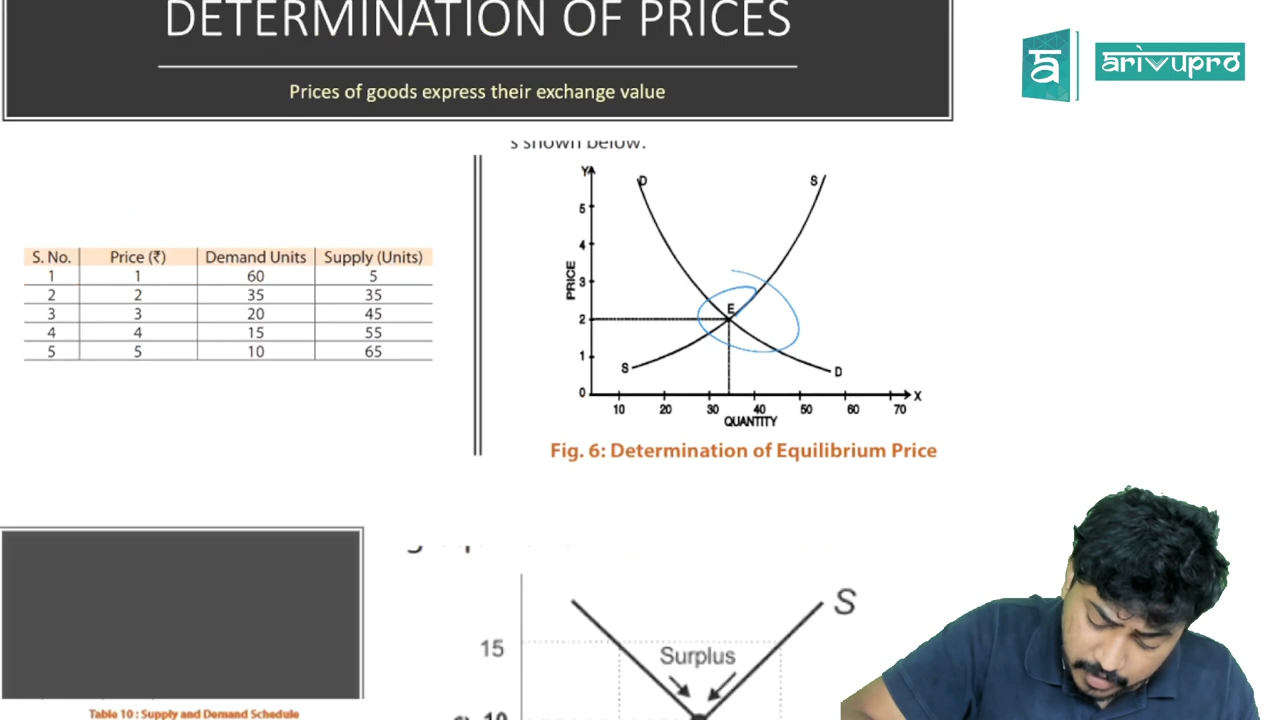 DETERMINATION OF PRICES
Prices of goods express their exchange value
ā arivupro
s shown below.
S. No. Price (₹) Demand Units Supply (Units)
1 1 60 5
2 2 35 35
3 3 20 45
4 4 15 55
5 5 10 65
Y
D S
5
4
3
E
2
1
S D
0
PRICE
X
10 20 30 40 50 60 70
QUANTITY
Fig. 6: Determination of Equilibrium Price
S
15
Surplus
10
Table 10 : Supply and Demand Schedule